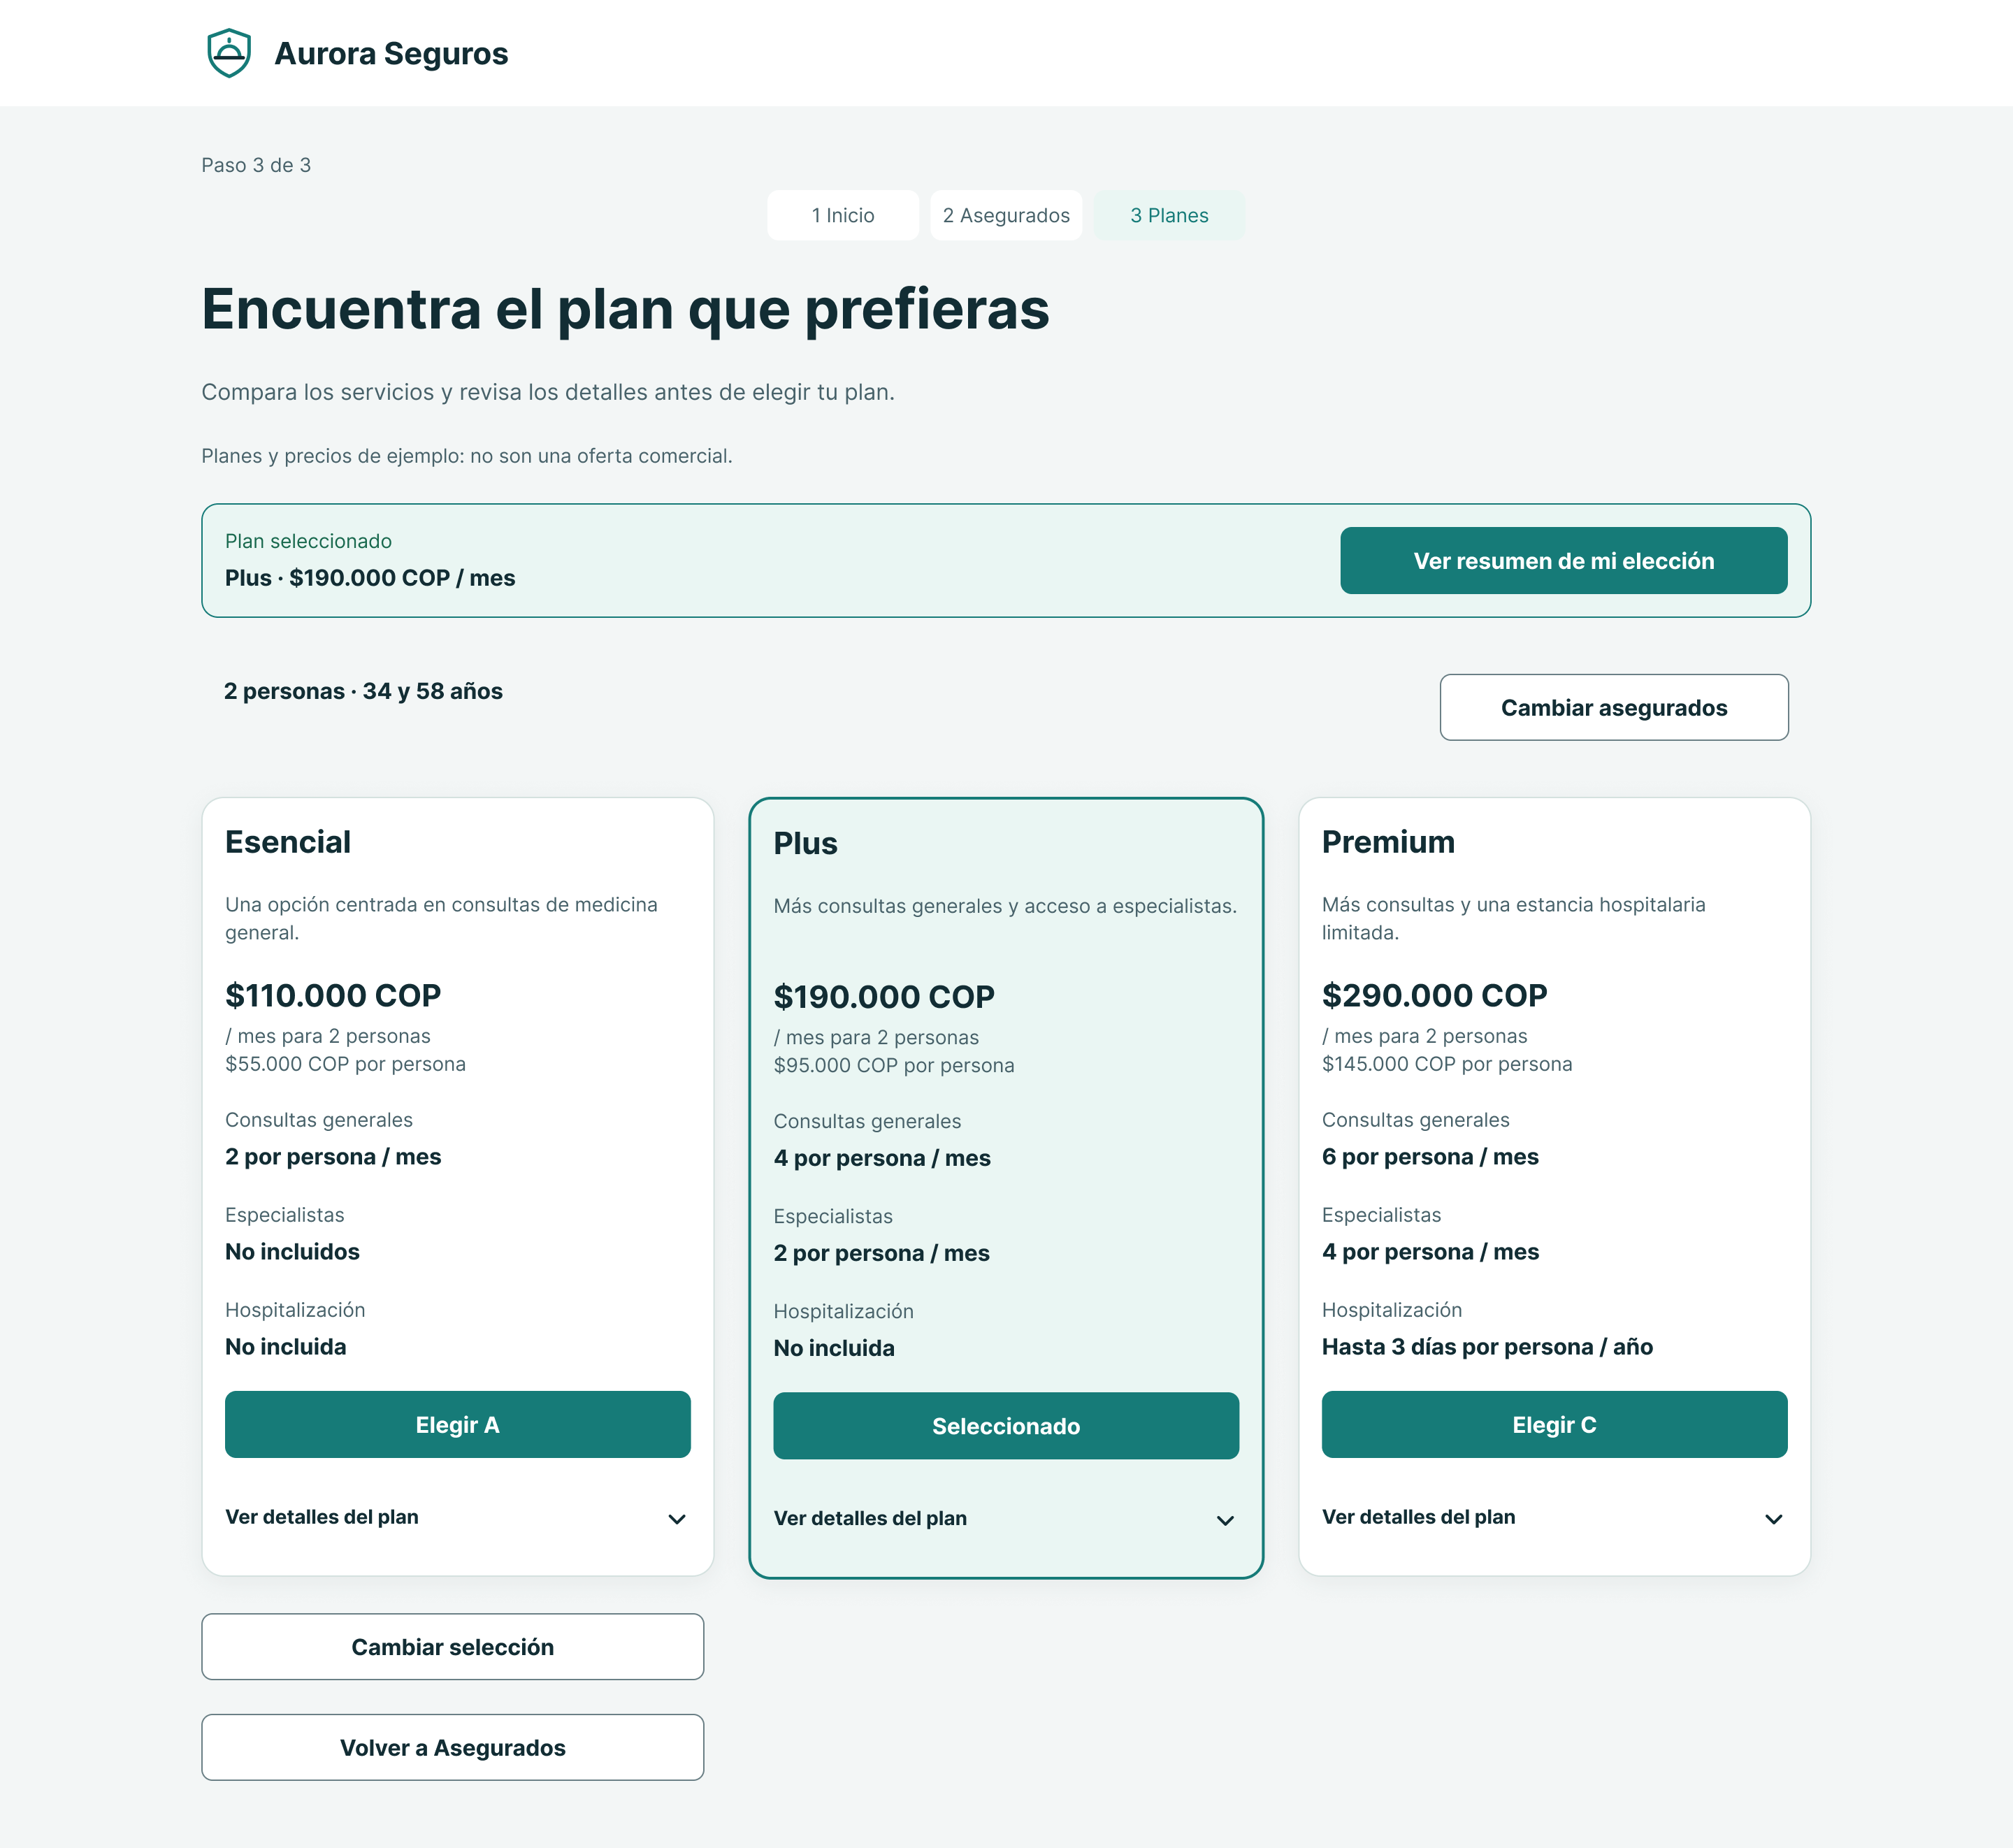 Aurora Seguros
Paso 3 de 3
1 Inicio
2 Asegurados
3 Planes
Encuentra el plan que prefieras
Compara los servicios y revisa los detalles antes de elegir tu plan.
Planes y precios de ejemplo: no son una oferta comercial.
Plan seleccionado
Plus · $190.000 COP / mes
Ver resumen de mi elección
2 personas · 34 y 58 años
Cambiar asegurados
Esencial
Una opción centrada en consultas de medicina
general.
$110.000 COP
/ mes para 2 personas
$55.000 COP por persona
Consultas generales
2 por persona / mes
Especialistas
No incluidos
Hospitalización
No incluida
Elegir A
Ver detalles del plan
Plus
Más consultas generales y acceso a especialistas.
$190.000 COP
/ mes para 2 personas
$95.000 COP por persona
Consultas generales
4 por persona / mes
Especialistas
2 por persona / mes
Hospitalización
No incluida
Seleccionado
Ver detalles del plan
Premium
Más consultas y una estancia hospitalaria
limitada.
$290.000 COP
/ mes para 2 personas
$145.000 COP por persona
Consultas generales
6 por persona / mes
Especialistas
4 por persona / mes
Hospitalización
Hasta 3 días por persona / año
Elegir C
Ver detalles del plan
Cambiar selección
Volver a Asegurados